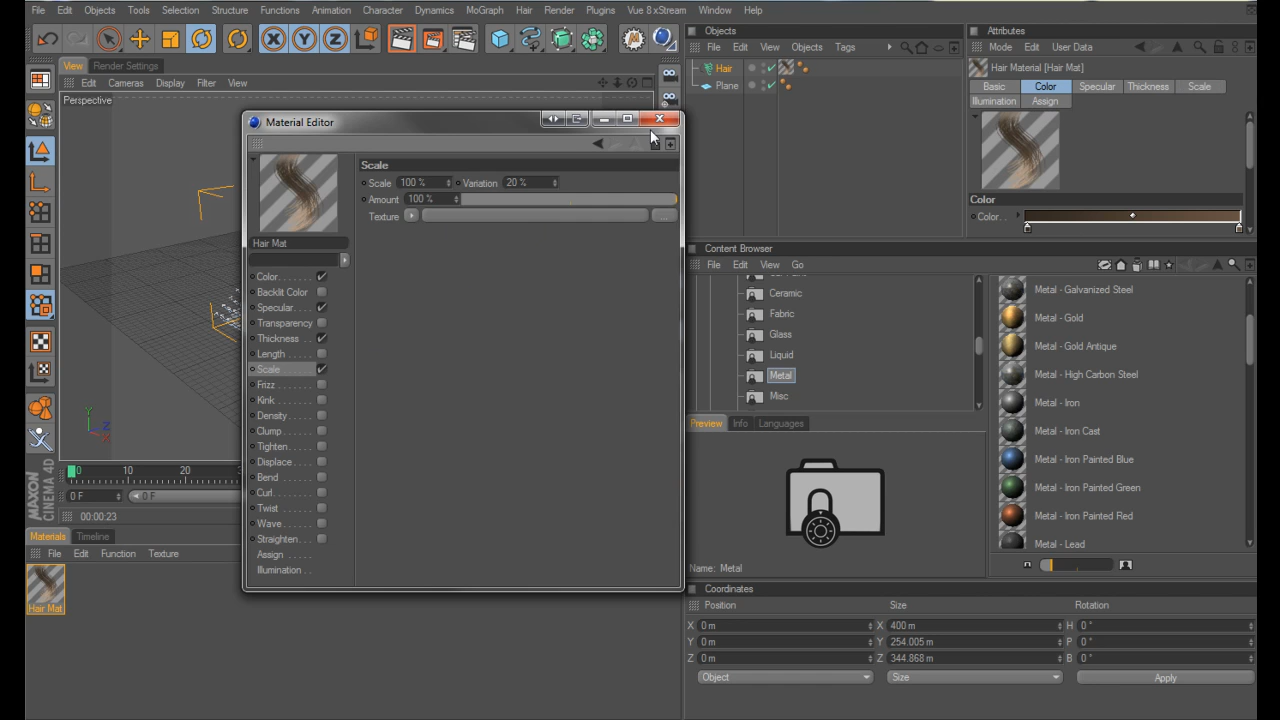 File Edit Objects Tools Selection Structure Functions Animation Character Dynamics MoGraph Hair Render Plugins Vue 8 xStream Window Help
Objects
File Edit View Objects Tags
Hair
Plane
Attributes
Mode Edit User Data
Hair Material [Hair Mat]
Basic Color Specular Thickness Scale
Illumination Assign
Color
Color. .
View Render Settings
Edit Cameras Display Filter View
Perspective
Y
Z
X
Material Editor
Hair Mat
Color. . . . . . .
Backlit Color
Specular. . . . .
Transparency
Thickness . . .
Length . . . . .
Scale . . . . . .
Frizz . . . . . .
Kink. . . . . . .
Density. . . . .
Clump. . . . . .
Tighten. . . . .
Displace . . . .
Bend . . . . . .
Curl. . . . . . .
Twist . . . . . .
Wave. . . . . .
Straighten. . .
Assign . . . . .
Illumination . .
Scale
Scale 100 % Variation 20 %
Amount 100 %
Texture ...
Content Browser
File Edit View Go
Ceramic
Fabric
Glass
Liquid
Metal
Misc
Metal - Galvanized Steel
Metal - Gold
Metal - Gold Antique
Metal - High Carbon Steel
Metal - Iron
Metal - Iron Cast
Metal - Iron Painted Blue
Metal - Iron Painted Green
Metal - Iron Painted Red
Metal - Lead
Preview Info Languages
Name: Metal
0 10 20
0 F 0 F
00:00:23
MAXON
CINEMA 4D
Materials Timeline
File Edit Function Texture
Hair Mat
Coordinates
Position Size Rotation
X 0 m X 400 m H 0 °
Y 0 m Y 254.005 m P 0 °
Z 0 m Z 344.868 m B 0 °
Object Size Apply